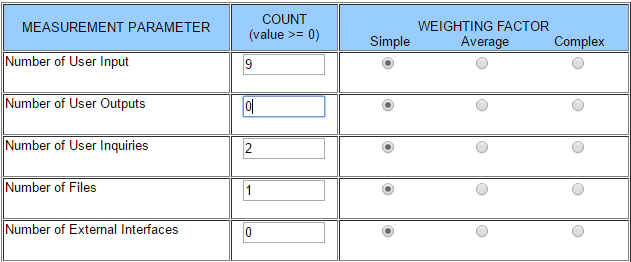 MEASUREMENT PARAMETER
COUNT
(value >= 0)
WEIGHTING FACTOR
Simple Average Complex
Number of User Input 9
Number of User Outputs 0
Number of User Inquiries 2
Number of Files 1
Number of External Interfaces 0